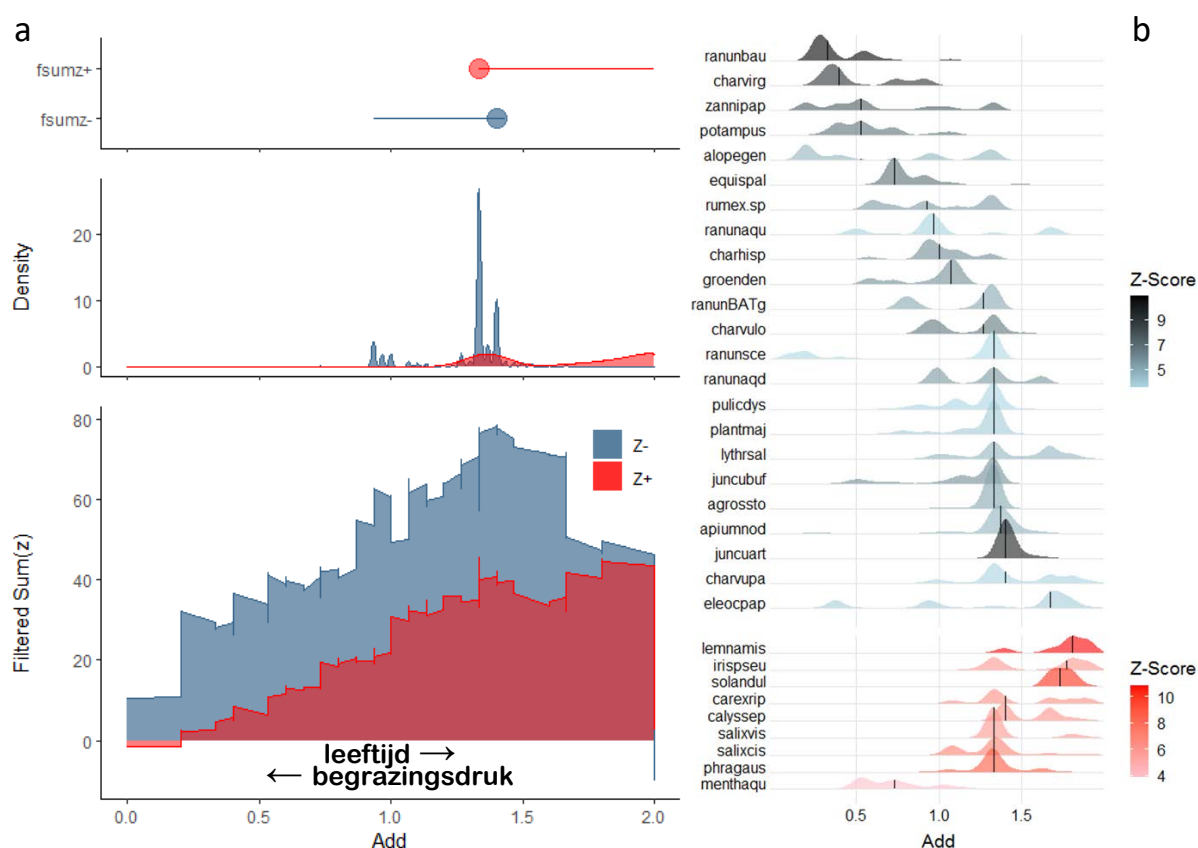 a
fsumz+
fsumz-
Density
20
10
0
Filtered Sum(z)
80
60
40
20
0
Z-
Z+
leeftijd →
← begrazingsdruk
0.0 0.5 1.0 1.5 2.0
Add
b
ranunbau
charvirg
zannipap
potampus
alopegen
equispal
rumex.sp
ranunaqu
charhisp
groenden
ranunBATg
charvulo
ranunsce
ranunaqd
pulicdys
plantmaj
lythrsal
juncubuf
agrossto
apiumnod
juncuart
charvupa
eleocpap
lemnamis
irispseu
solandul
carexrip
calyssep
salixvis
salixcis
phragaus
menthaqu
0.5 1.0 1.5
Add
Z-Score
9
7
5
Z-Score
10
8
6
4